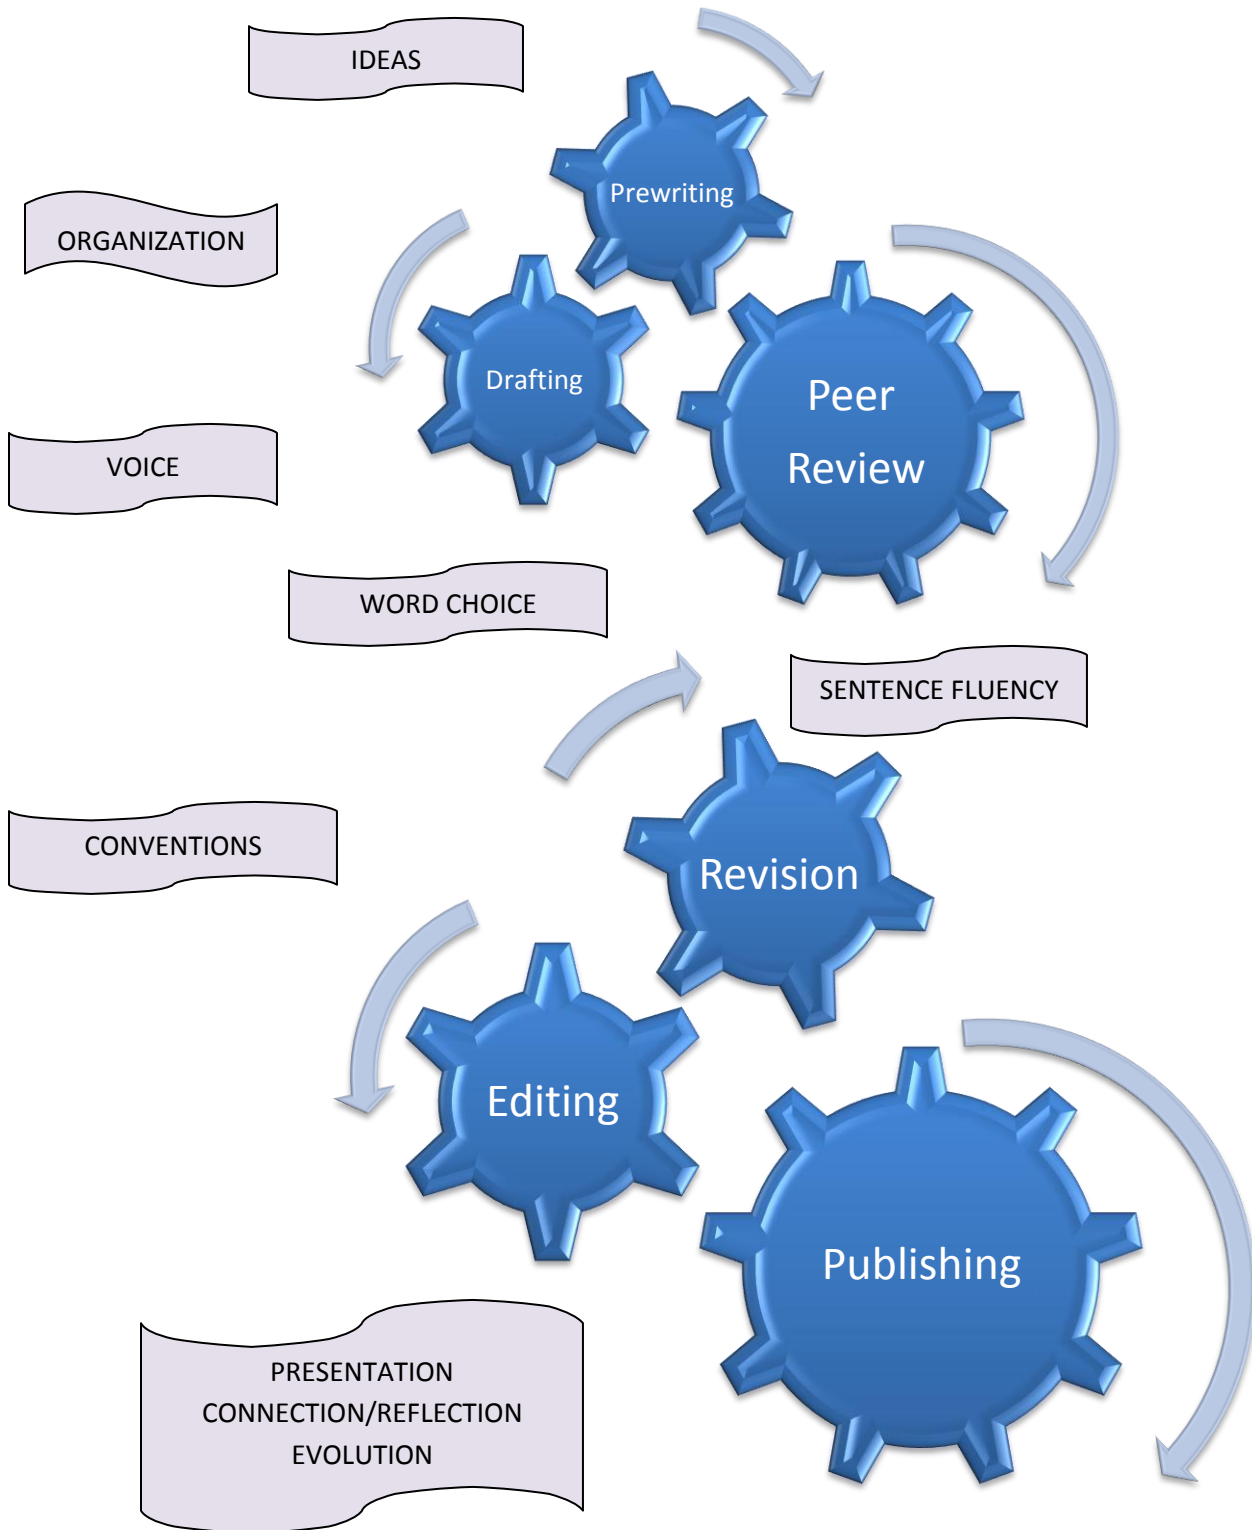 IDEAS
Prewriting
ORGANIZATION
Drafting
Peer
Review
VOICE
WORD CHOICE
SENTENCE FLUENCY
CONVENTIONS
Revision
Editing
Publishing
PRESENTATION
CONNECTION/REFLECTION
EVOLUTION